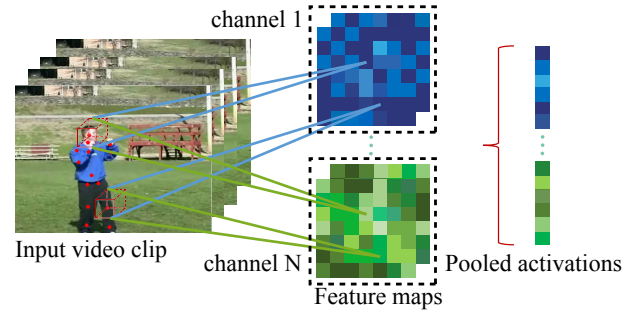 channel 1
Input video clip
channel N
Feature maps
Pooled activations